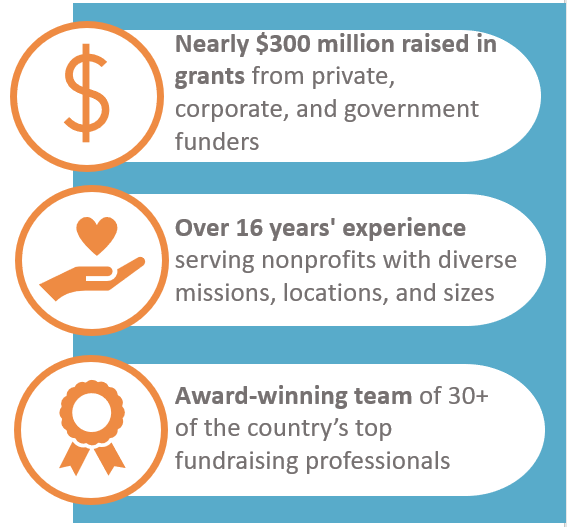 Nearly $300 million raised in
grants from private,
corporate, and government
funders
Over 16 years' experience
serving nonprofits with diverse
missions, locations, and sizes
Award-winning team of 30+
of the country’s top
fundraising professionals